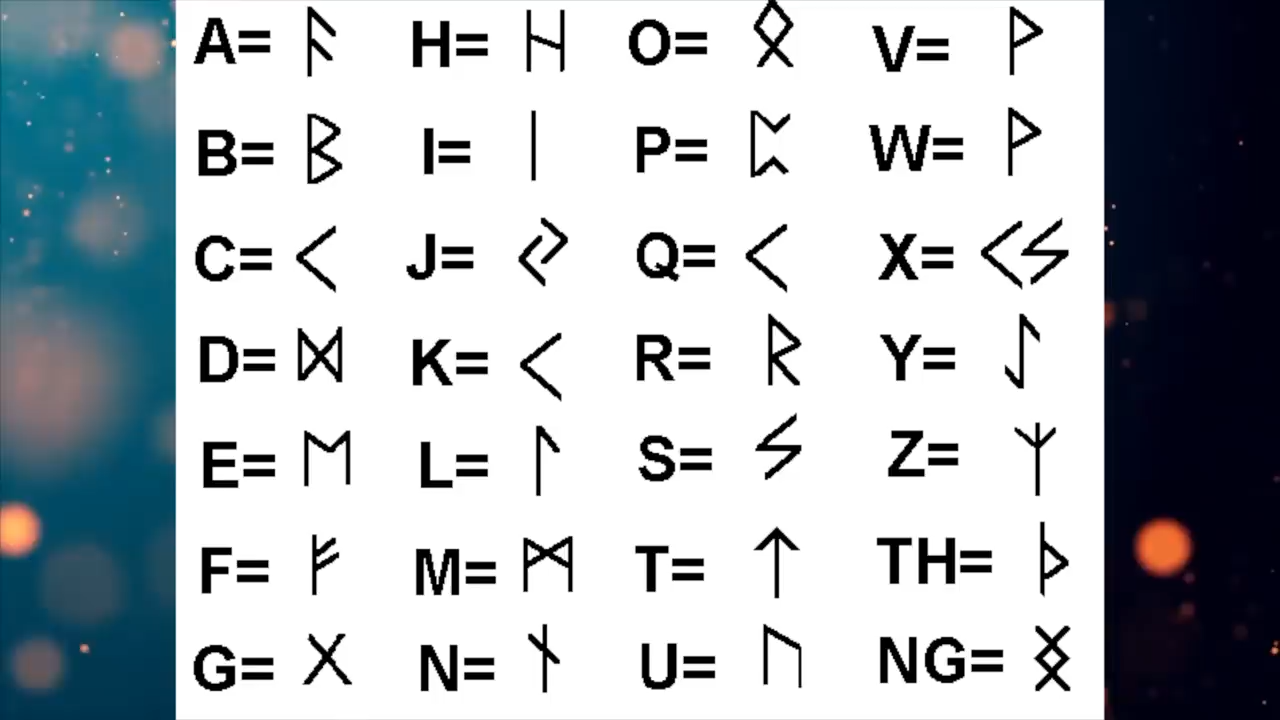 A= ᚨ H= ᚺ O= ᛟ V= ᚹ
B= ᛒ I= ᛁ P= ᛈ W= ᚹ
C= ᚲ J= ᛃ Q= ᚲ X= ᚲᛊ
D= ᛞ K= ᚲ R= ᚱ Y= ᛇ
E= ᛖ L= ᛚ S= ᛊ Z= ᛉ
F= ᚠ M= ᛗ T= ᛏ TH= ᚦ
G= ᚷ N= ᚾ U= ᚢ NG= ᛝ